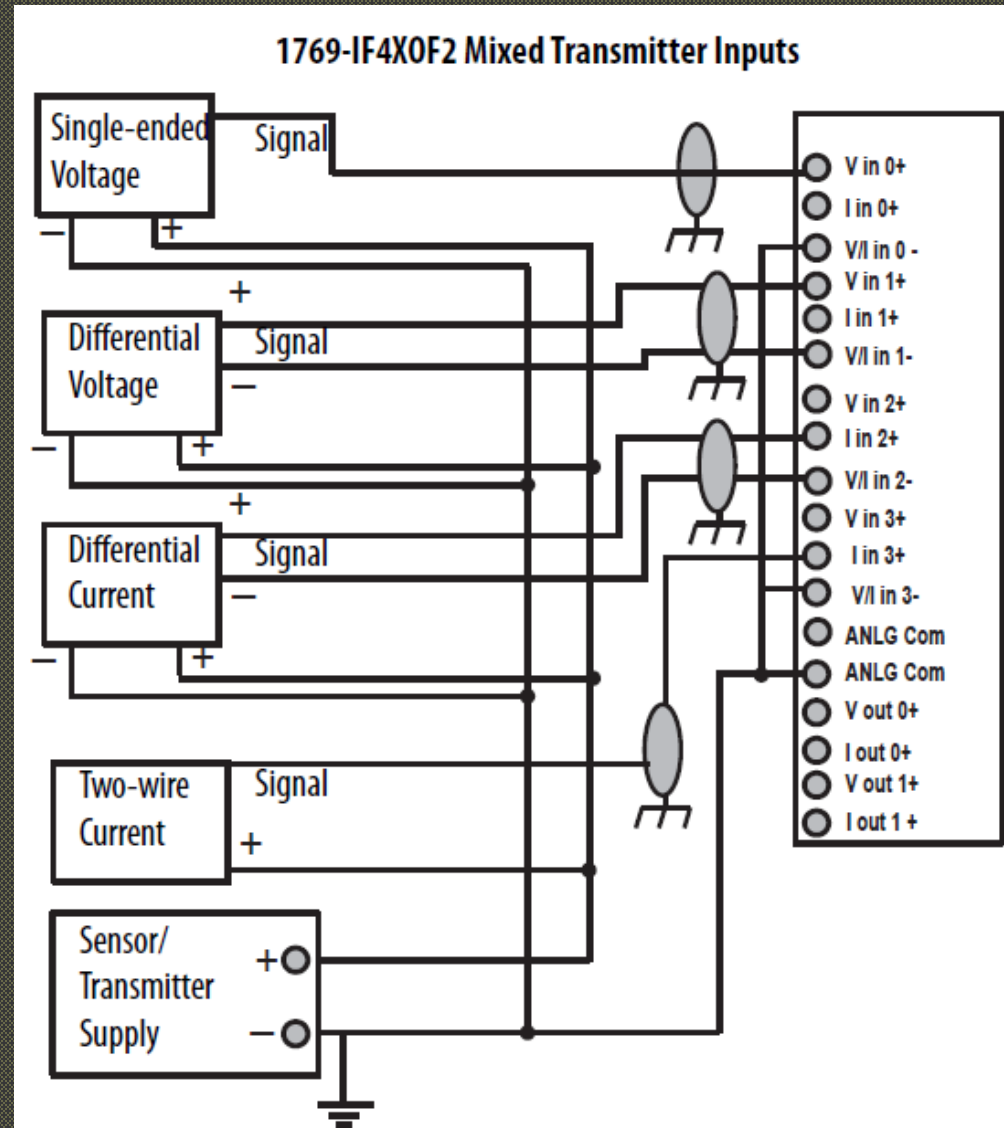 1769-IF4XOF2 Mixed Transmitter Inputs
Single-ended
Voltage
Signal
−
+
+
Differential
Voltage
Signal
−
−
+
+
Differential
Current
Signal
−
−
+
Two-wire
Current
Signal
+
Sensor/
Transmitter
Supply
+
−
V in 0+
I in 0+
V/I in 0 -
V in 1+
I in 1+
V/I in 1-
V in 2+
I in 2+
V/I in 2-
V in 3+
I in 3+
V/I in 3-
ANLG Com
ANLG Com
V out 0+
I out 0+
V out 1+
I out 1 +